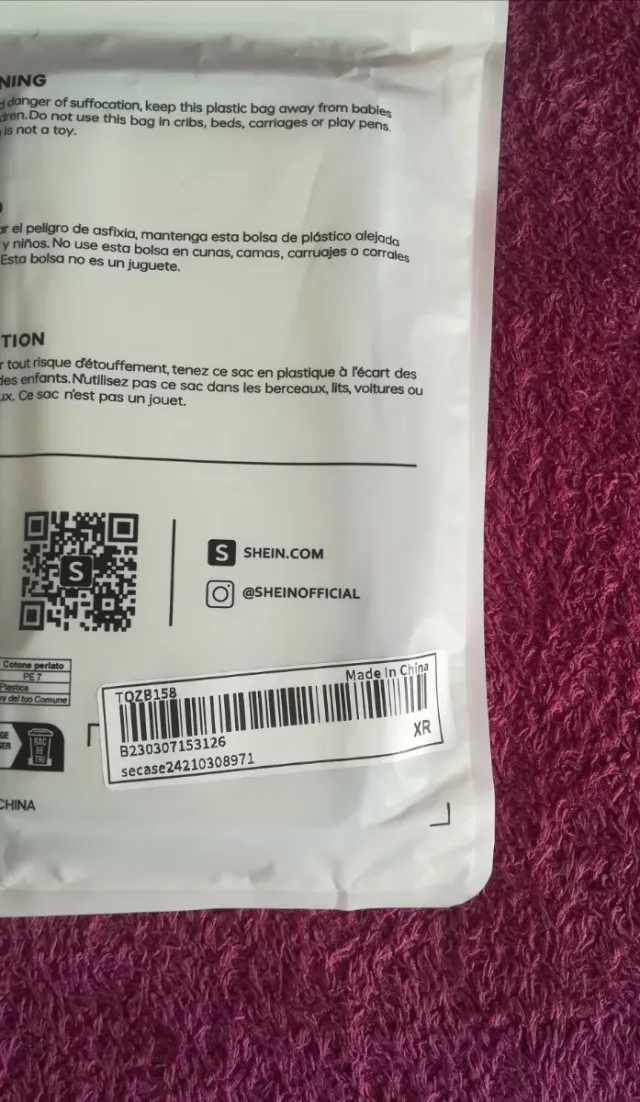 NING
danger of suffocation, keep this plastic bag away from babies
dren. Do not use this bag in cribs, beds, carriages or play pens.
is not a toy.
ar el peligro de asfixia, mantenga esta bolsa de plástico alejada
y niños. No use esta bolsa en cunas, camas, carruajes o corrales
Esta bolsa no es un juguete.
TION
r tout risque d'étouffement, tenez ce sac en plastique à l'écart des
des enfants. N'utilisez pas ce sac dans les berceaux, lits, voitures ou
ux. Ce sac n'est pas un jouet.
S
S SHEIN.COM
@SHEINOFFICIAL
Cotone perlato
PE 7
Plastica
ni del tuo Comune
TQZB158 Made In China
B230307153126 XR
secase24210308971
BAC
DE
TRI
CHINA